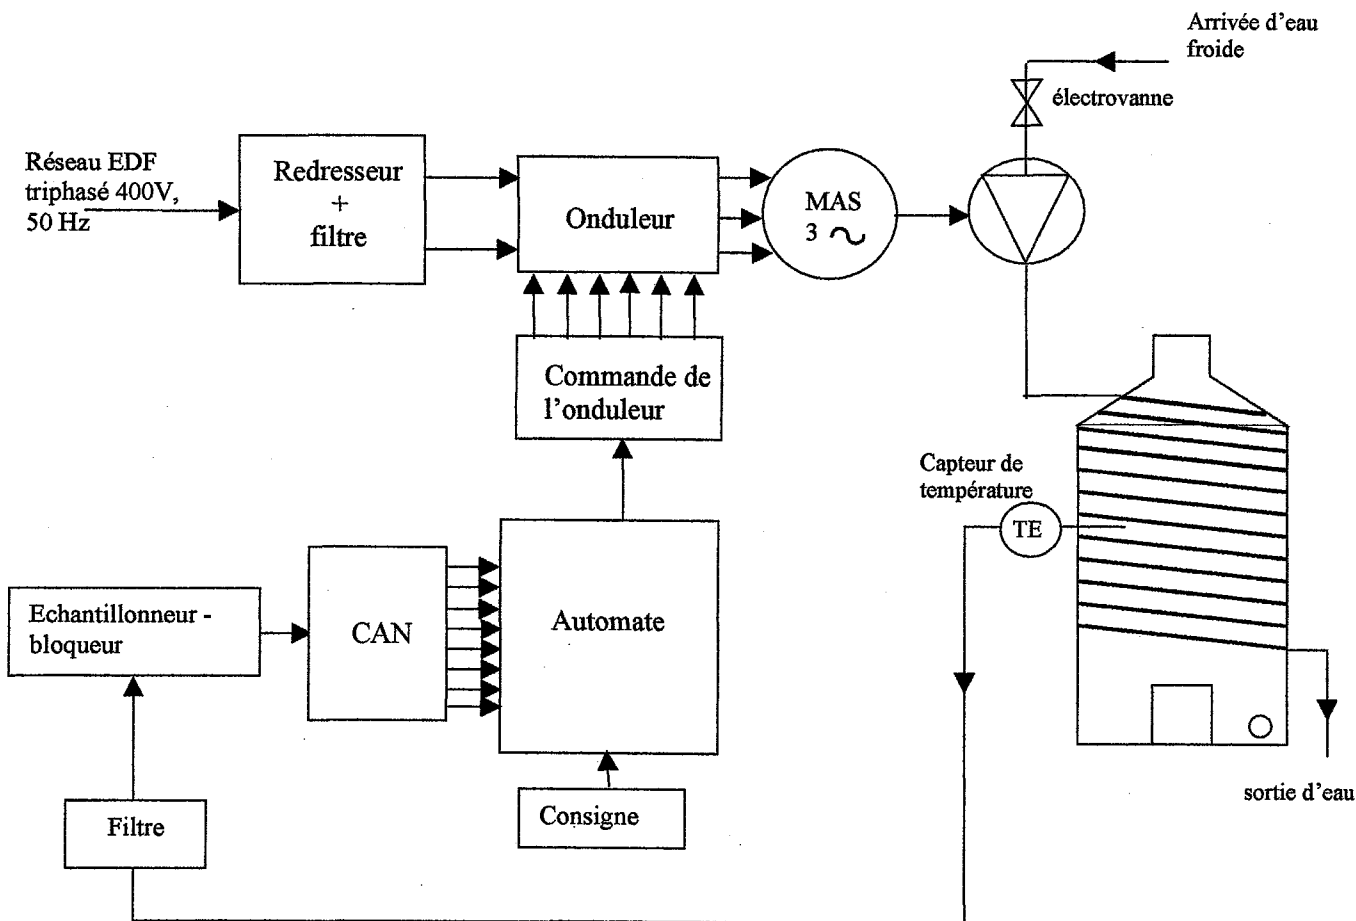 Arrivée d'eau
froide
électrovanne
Réseau EDF
triphasé 400V,
50 Hz
Redresseur
+
filtre
Onduleur
MAS
3
Commande de
l'onduleur
Capteur de
température
TE
Echantillonneur -
bloqueur
CAN
Automate
Consigne
Filtre
sortie d'eau